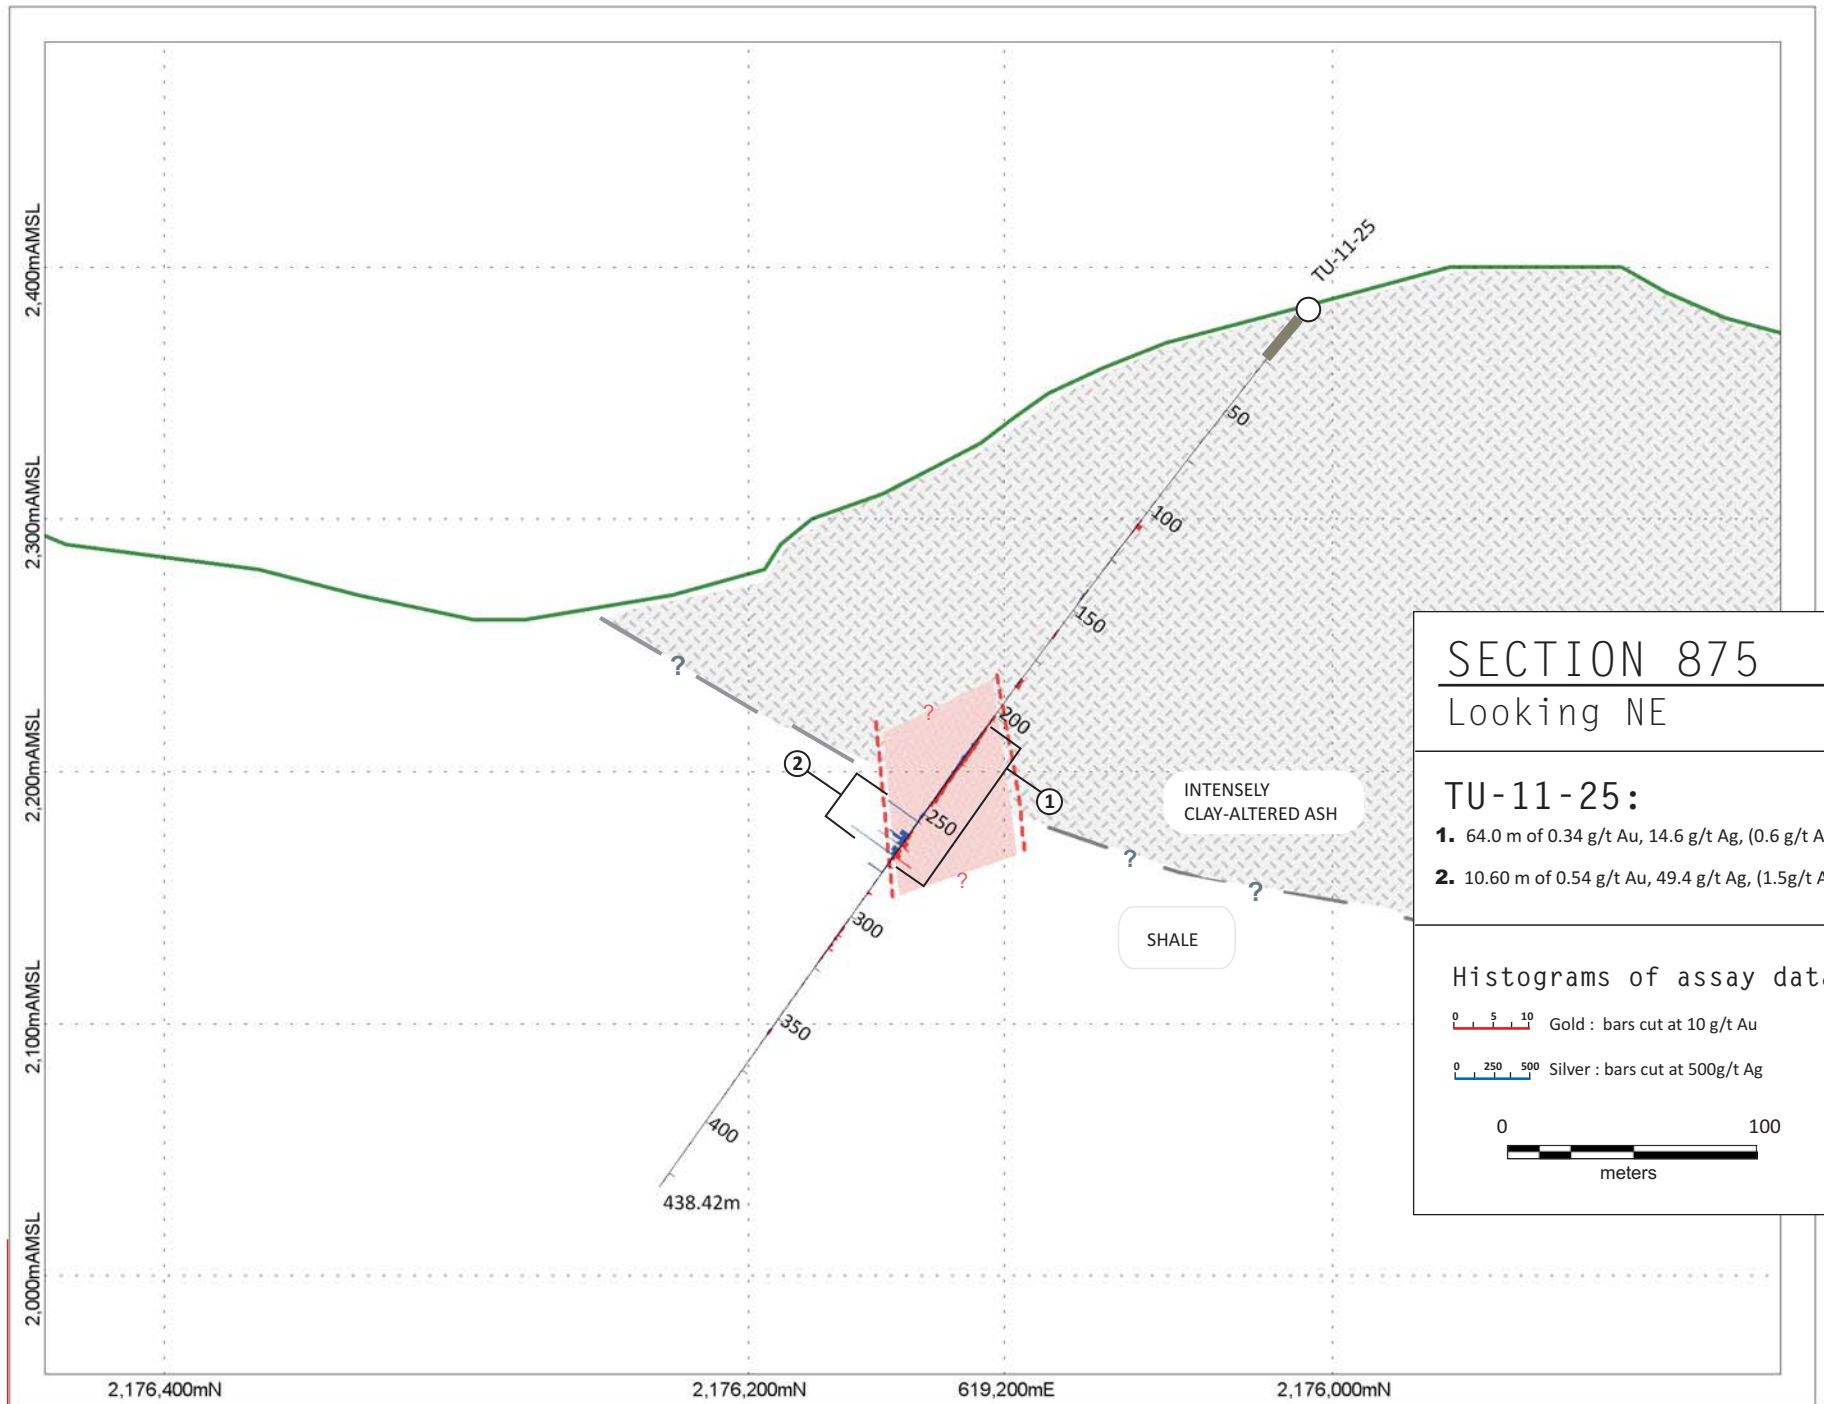 2,400mAMSL
2,300mAMSL
2,200mAMSL
2,100mAMSL
2,000mAMSL
TU-11-25
50
100
150
200
250
300
350
400
438.42m
?
?
?
?
?
1
2
INTENSELY
CLAY-ALTERED ASH
SHALE
SECTION 875
Looking NE
TU-11-25:
1. 64.0 m of 0.34 g/t Au, 14.6 g/t Ag, (0.6 g/t A
2. 10.60 m of 0.54 g/t Au, 49.4 g/t Ag, (1.5g/t A
Histograms of assay data
0 5 10 Gold : bars cut at 10 g/t Au
0 250 500 Silver : bars cut at 500g/t Ag
0 100
meters
2,176,400mN
2,176,200mN
619,200mE
2,176,000mN